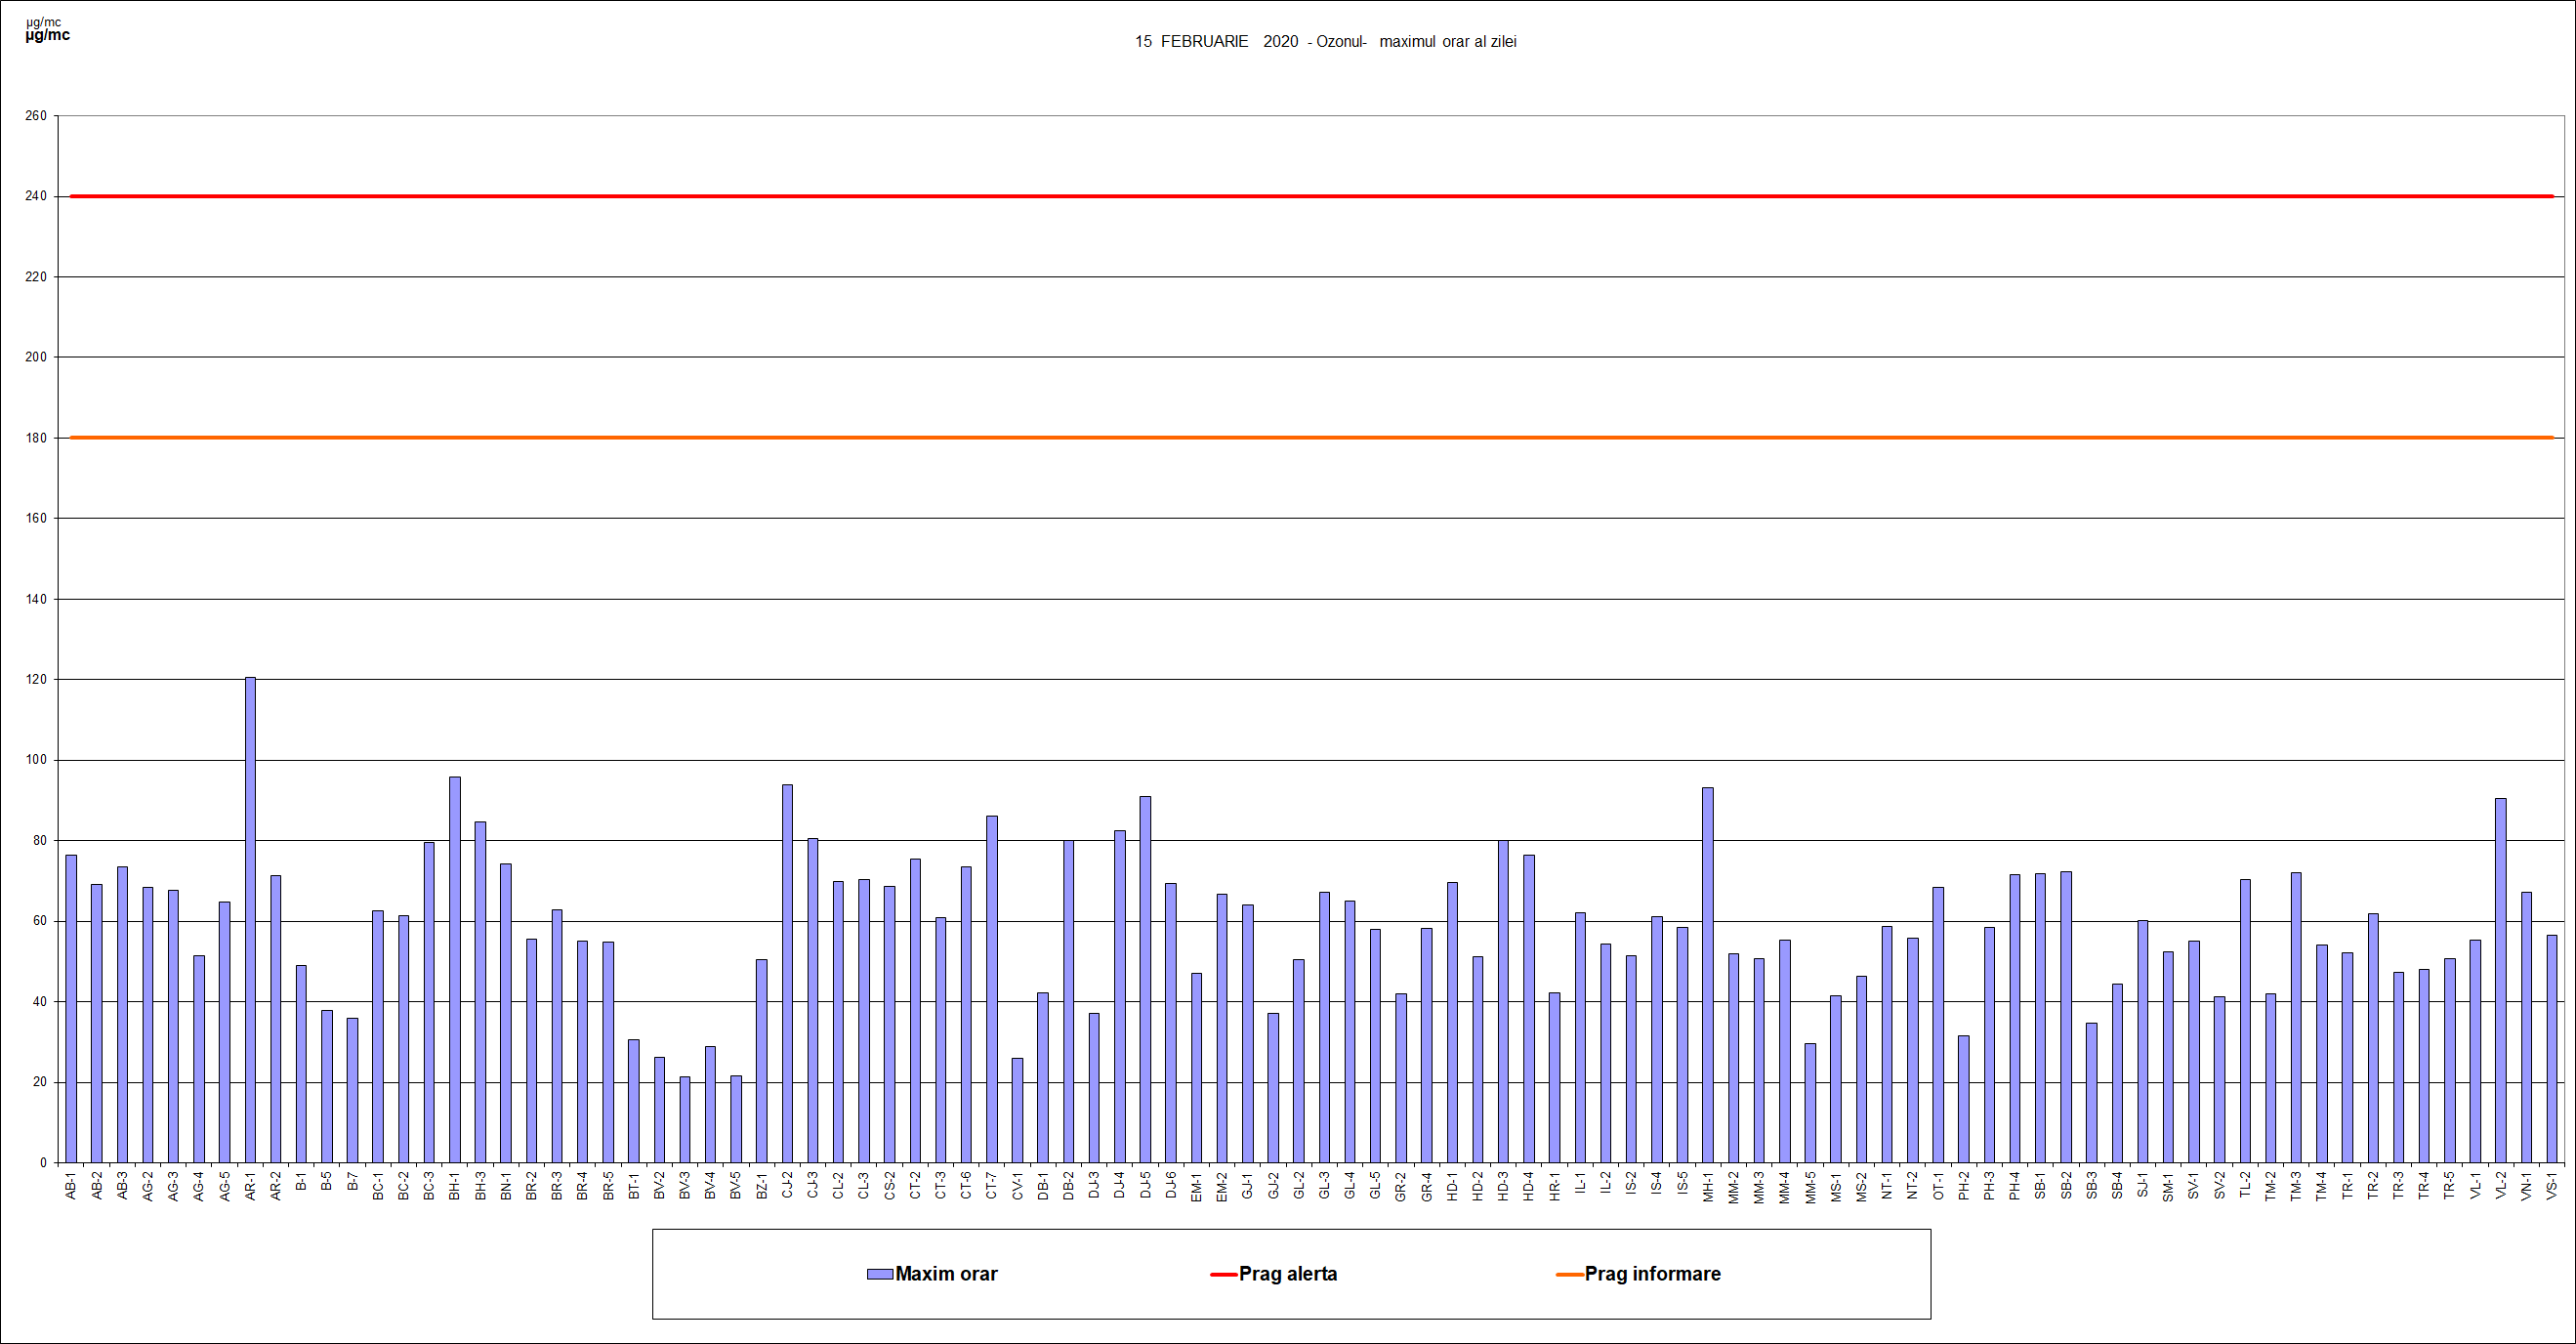 µg/mc
µg/mc
15 FEBRUARIE 2020 - Ozonul- maximul orar al zilei
260
240
220
200
180
160
140
120
100
80
60
40
20
0
AB-1 AB-2 AB-3 AG-2 AG-3 AG-4 AG-5 AR-1 AR-2 B-1 B-5 B-7 BC-1 BC-2 BC-3 BH-1 BH-3 BN-1 BR-2 BR-3 BR-4 BR-5 BT-1 BV-2 BV-3 BV-4 BV-5 BZ-1 CJ-2 CJ-3 CL-2 CL-3 CS-2 CT-2 CT-3 CT-6 CT-7 CV-1 DB-1 DB-2 DJ-3 DJ-4 DJ-5 DJ-6 EM-1 EM-2 GJ-1 GJ-2 GL-2 GL-3 GL-4 GL-5 GR-2 GR-4 HD-1 HD-2 HD-3 HD-4 HR-1 IL-1 IL-2 IS-2 IS-4 IS-5 MH-1 MM-2 MM-3 MM-4 MM-5 MS-1 MS-2 NT-1 NT-2 OT-1 PH-2 PH-3 PH-4 SB-1 SB-2 SB-3 SB-4 SJ-1 SM-1 SV-1 SV-2 TL-2 TM-2 TM-3 TM-4 TR-1 TR-2 TR-3 TR-4 TR-5 VL-1 VL-2 VN-1 VS-1
Maxim orar Prag alerta Prag informare